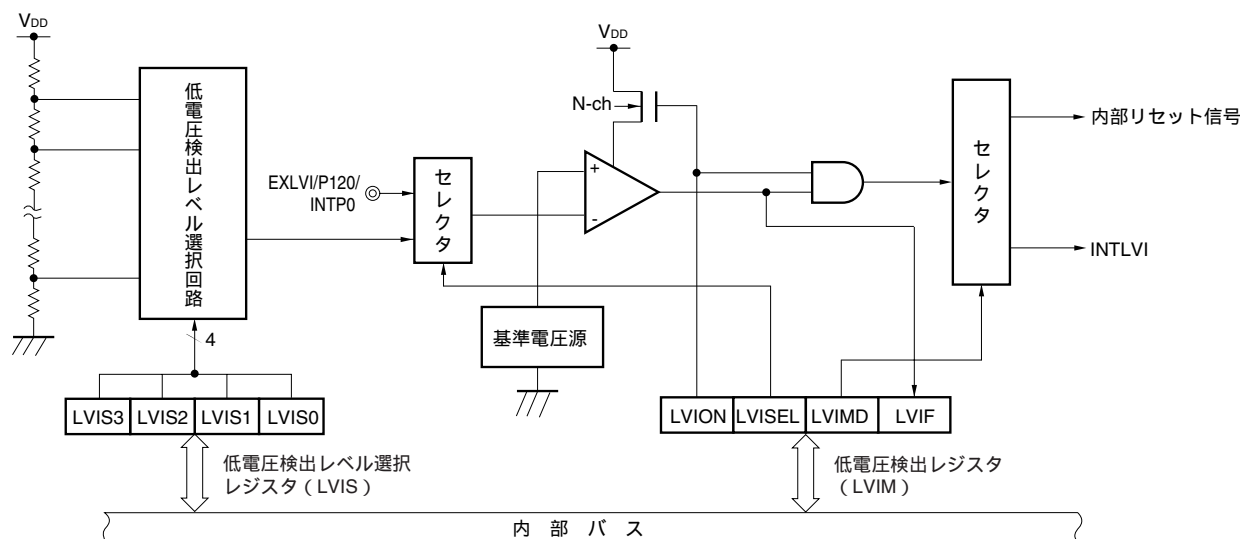 VDD
低電圧検出レベル選択回路
4
LVIS3 LVIS2 LVIS1 LVIS0
低電圧検出レベル選択
レジスタ(LVIS)
EXLVI/P120/
INTP0
セレクタ
VDD
N-ch
+
-
基準電圧源
セレクタ
内部リセット信号
INTLVI
LVION LVISEL LVIMD LVIF
低電圧検出レジスタ
(LVIM)
内 部 バ ス